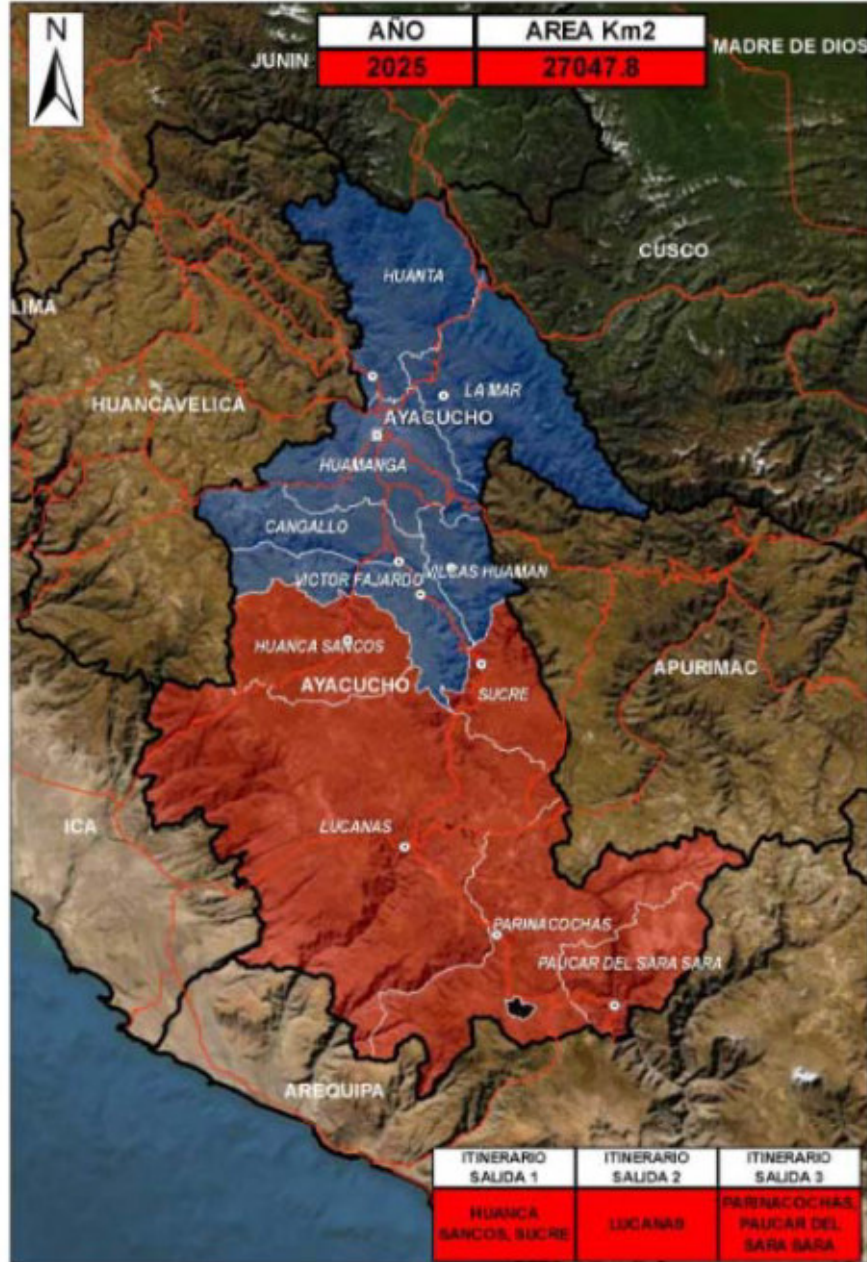 N
AÑO AREA Km2
2025 27047.8
JUNIN
MADRE DE DIOS
CUSCO
HUANTA
LIMA
LA MAR
HUANCAVELICA
AYACUCHO
HUAMANGA
CANGALLO
VICTOR FAJARDO
VILCAS HUAMAN
HUANCA SANCOS
APURIMAC
AYACUCHO
SUCRE
ICA
LUCANAS
PARINACOCHAS
PAUCAR DEL SARA SARA
AREQUIPA
ITINERARIO SALIDA 1
ITINERARIO SALIDA 2
ITINERARIO SALIDA 3
HUANCA SANCOS, SUCRE
LUCANAS
PARINACOCHAS, PAUCAR DEL SARA SARA